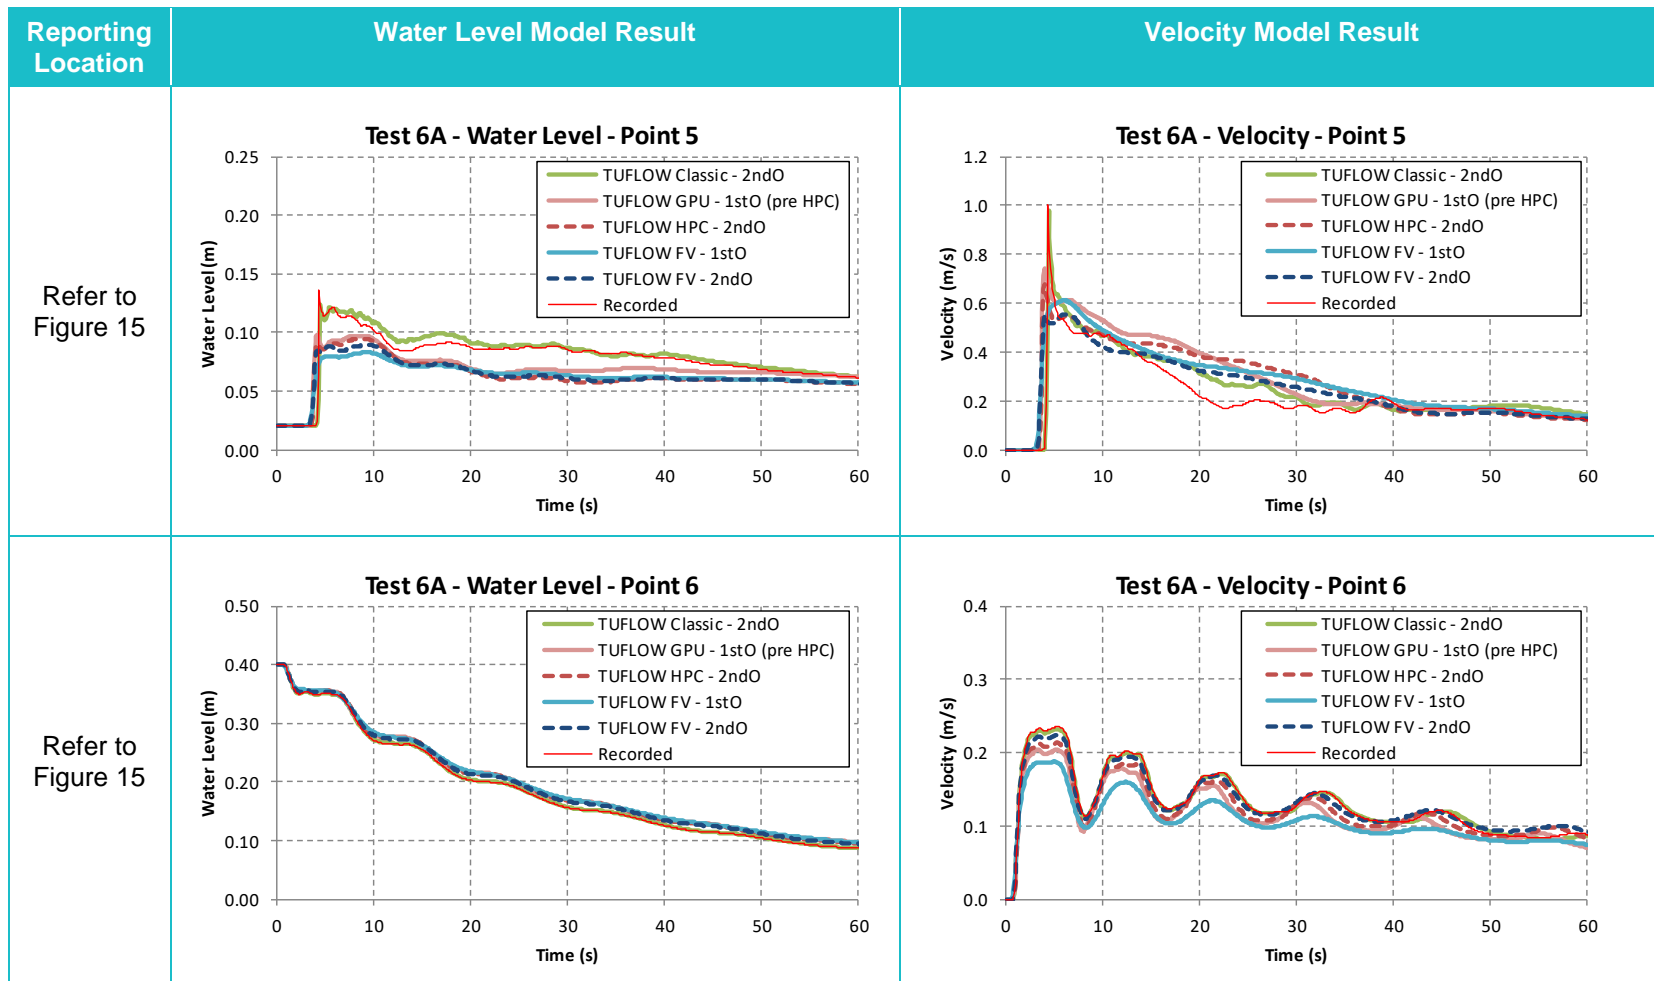 Reporting
Location
Water Level Model Result
Velocity Model Result
Refer to
Figure 15
Test 6A - Water Level - Point 5
Water Level (m)
0.25
0.20
0.15
0.10
0.05
0.00
TUFLOW Classic - 2ndO
TUFLOW GPU - 1stO (pre HPC)
TUFLOW HPC - 2ndO
TUFLOW FV - 1stO
TUFLOW FV - 2ndO
Recorded
0 10 20 30 40 50 60
Time (s)
Test 6A - Velocity - Point 5
Velocity (m/s)
1.2
1.0
0.8
0.6
0.4
0.2
0.0
TUFLOW Classic - 2ndO
TUFLOW GPU - 1stO (pre HPC)
TUFLOW HPC - 2ndO
TUFLOW FV - 1stO
TUFLOW FV - 2ndO
Recorded
0 10 20 30 40 50 60
Time (s)
Refer to
Figure 15
Test 6A - Water Level - Point 6
Water Level (m)
0.50
0.40
0.30
0.20
0.10
0.00
TUFLOW Classic - 2ndO
TUFLOW GPU - 1stO (pre HPC)
TUFLOW HPC - 2ndO
TUFLOW FV - 1stO
TUFLOW FV - 2ndO
Recorded
0 10 20 30 40 50 60
Time (s)
Test 6A - Velocity - Point 6
Velocity (m/s)
0.4
0.3
0.2
0.1
0.0
TUFLOW Classic - 2ndO
TUFLOW GPU - 1stO (pre HPC)
TUFLOW HPC - 2ndO
TUFLOW FV - 1stO
TUFLOW FV - 2ndO
Recorded
0 10 20 30 40 50 60
Time (s)